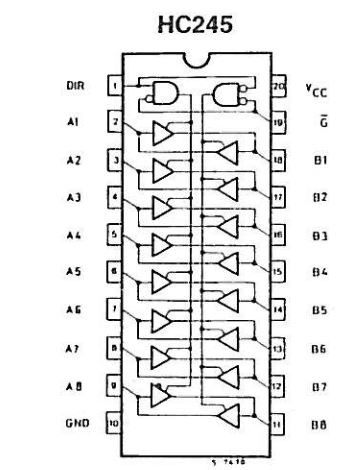 HC245
DIR 1 20 VCC
A1 2 19 G̅
A2 3 18 B1
A3 4 17 B2
A4 5 16 B3
A5 6 15 B4
A6 7 14 B5
A7 8 13 B6
A8 9 12 B7
GND 10 11 B8
S-7410